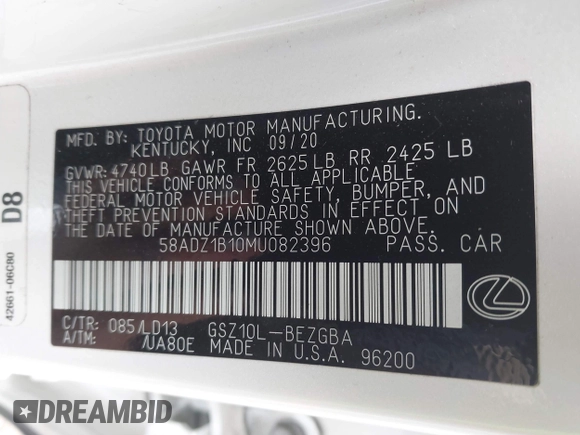 MFD. BY: TOYOTA MOTOR MANUFACTURING.
KENTUCKY, INC 09/20
GVWR: 4740 LB GAWR FR 2625 LB RR 2425 LB
THIS VEHICLE CONFORMS TO ALL APPLICABLE
FEDERAL MOTOR VEHICLE SAFETY, BUMPER, AND
THEFT PREVENTION STANDARDS IN EFFECT ON
THE DATE OF MANUFACTURE SHOWN ABOVE.
58ADZ1B10MU082396 PASS. CAR
C/TR: 085/LD13 GSZ10L-BEZGBA
A/TM: /UA80E MADE IN U.S.A. 96200
D8
42661-06C80
DREAMBID